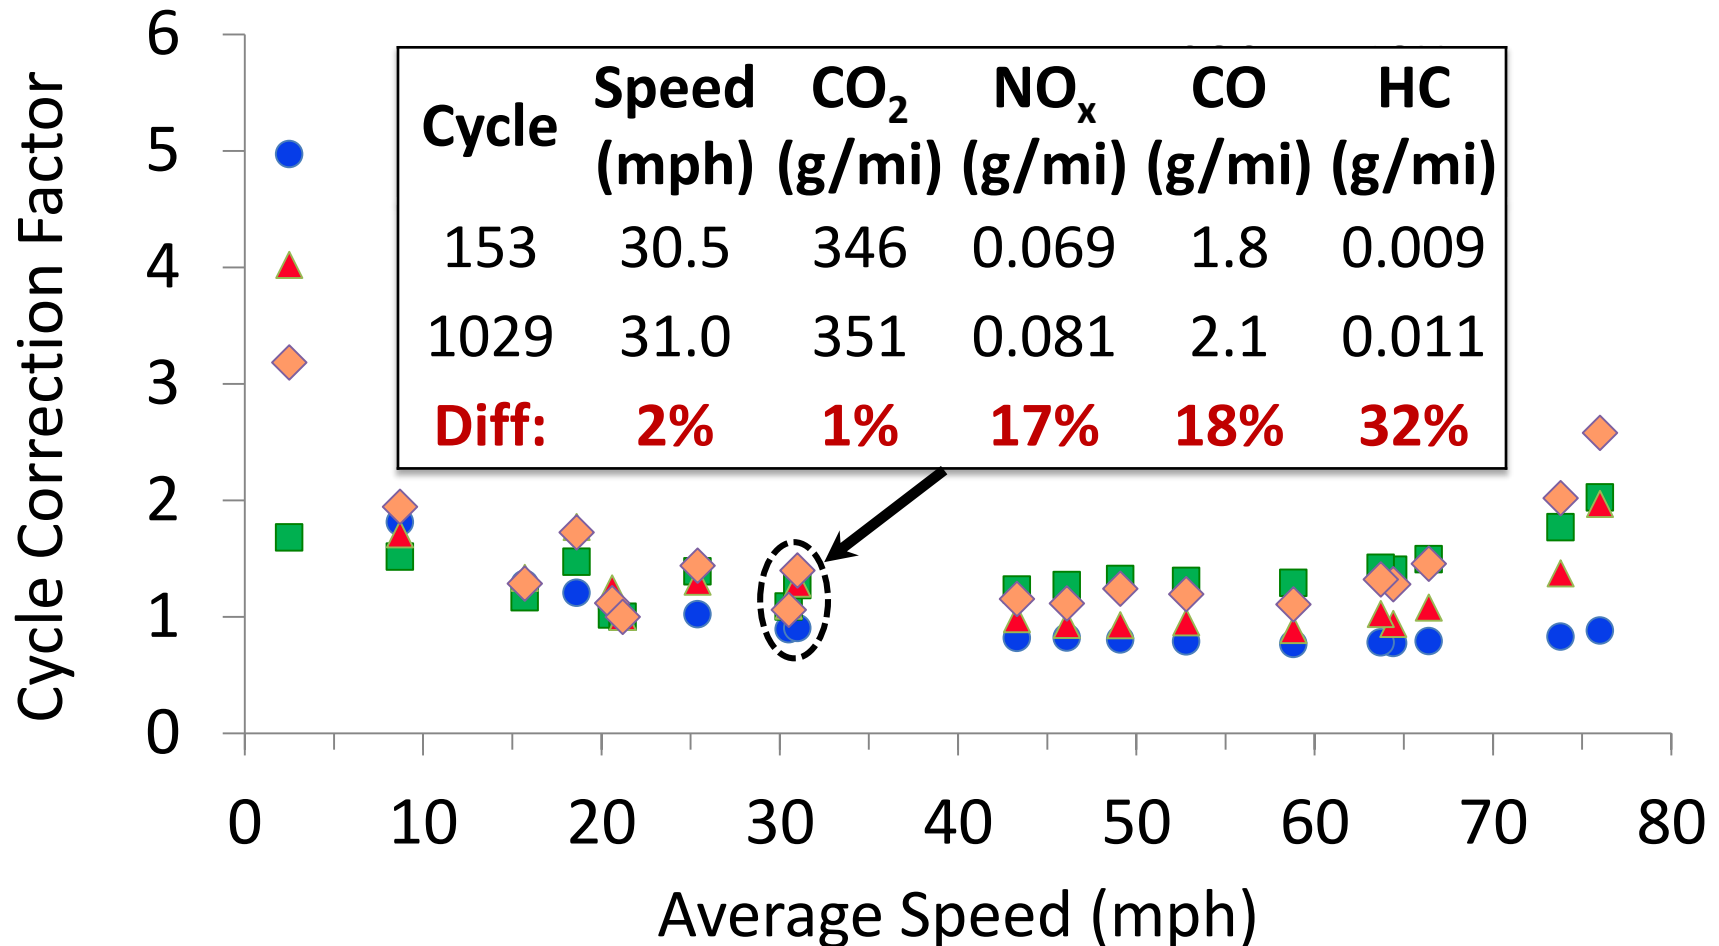 Cycle Correction Factor
6
5
4
3
2
1
0
Cycle Speed (mph) CO₂ (g/mi) NOₓ (g/mi) CO (g/mi) HC (g/mi)
153 30.5 346 0.069 1.8 0.009
1029 31.0 351 0.081 2.1 0.011
Diff: 2% 1% 17% 18% 32%
0 10 20 30 40 50 60 70 80
Average Speed (mph)